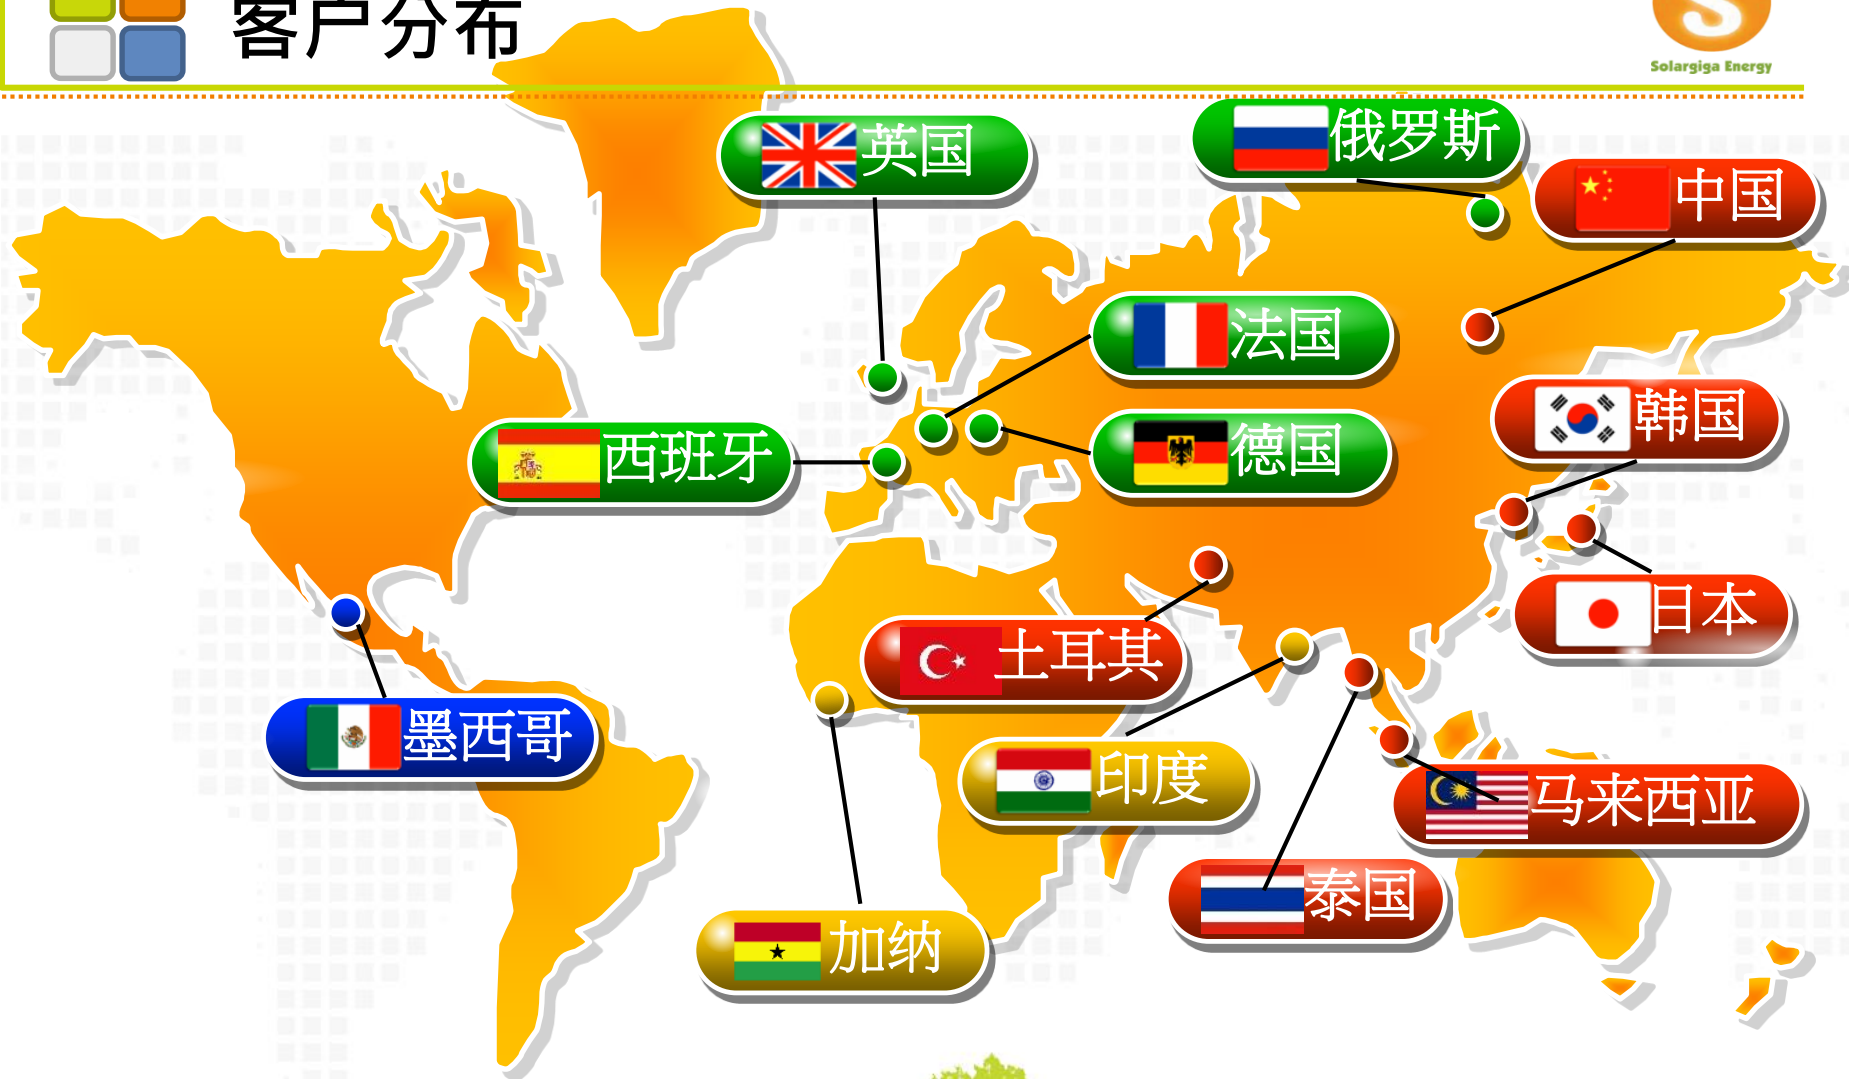 客户分布
Solargiga Energy
英国
俄罗斯
中国
法国
韩国
西班牙
德国
日本
土耳其
墨西哥
印度
马来西亚
泰国
加纳